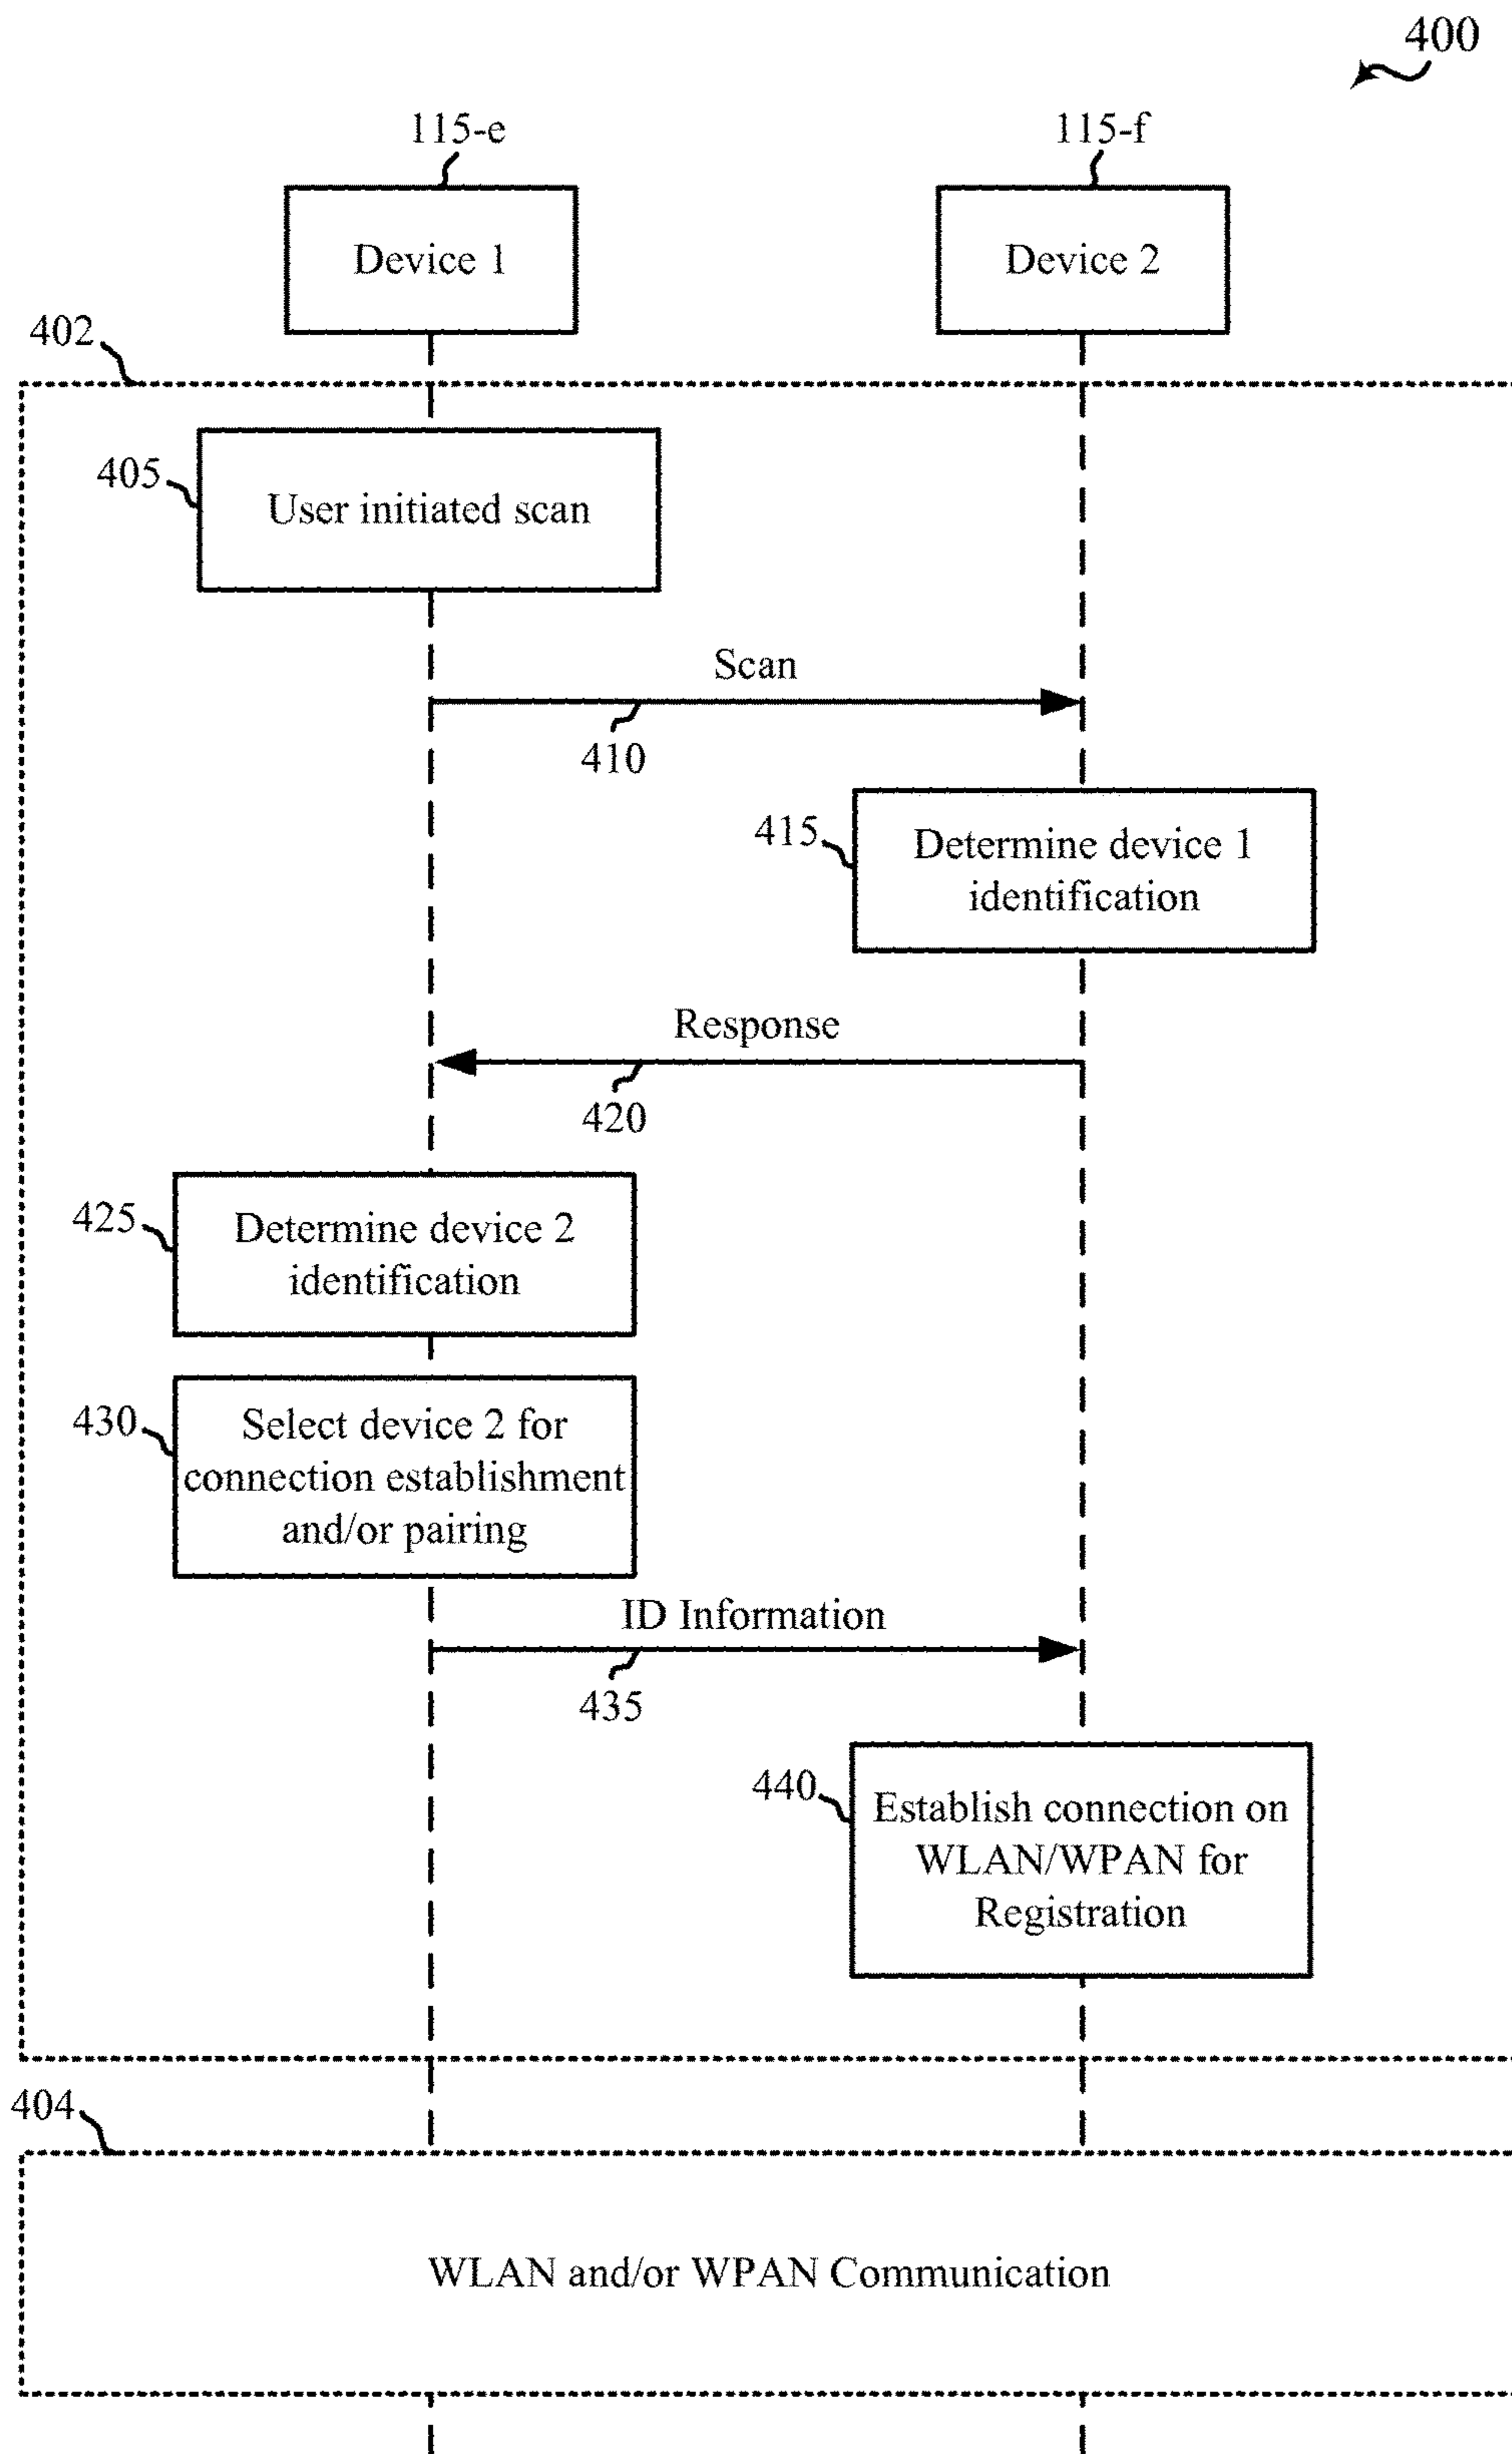 400
115-e
115-f
Device 1
Device 2
402
405
User initiated scan
Scan
410
415
Determine device 1
identification
Response
420
425
Determine device 2
identification
430
Select device 2 for
connection establishment
and/or pairing
ID Information
435
440
Establish connection on
WLAN/WPAN for
Registration
404
WLAN and/or WPAN Communication